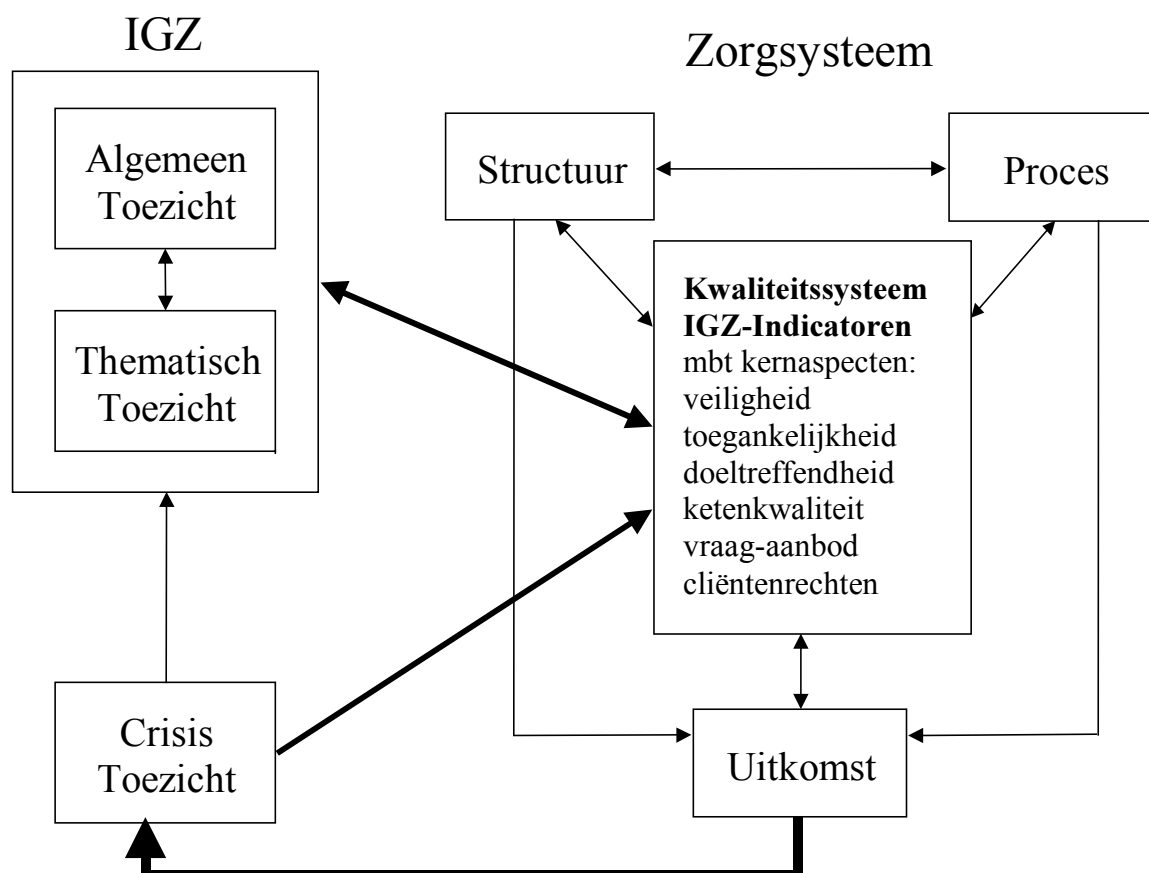 IGZ
Zorgsysteem
Algemeen
Toezicht
Thematisch
Toezicht
Crisis
Toezicht
Structuur
Proces
Kwaliteitssysteem
IGZ-Indicatoren
mbt kernaspecten:
veiligheid
toegankelijkheid
doeltreffendheid
ketenkwaliteit
vraag-aanbod
cliëntenrechten
Uitkomst